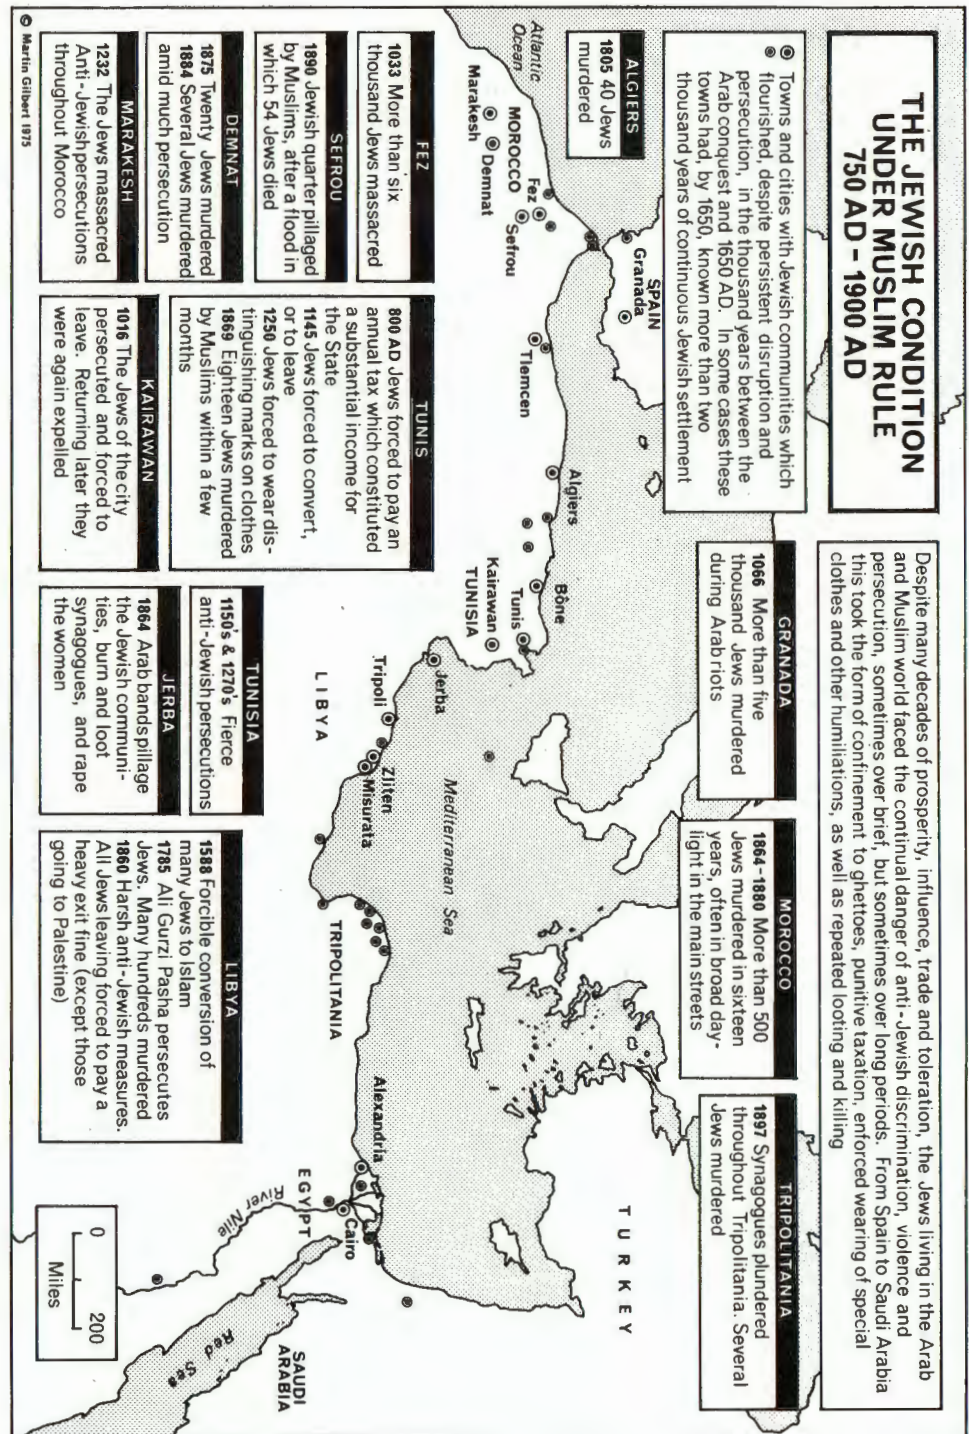 THE JEWISH CONDITION
UNDER MUSLIM RULE
750 AD - 1900 AD
Towns and cities with Jewish communities which
flourished, despite persistent disruption and
persecution, in the thousand years between the
Arab conquest and 1650 AD. In some cases these
towns had, by 1650, known more than two
thousand years of continuous Jewish settlement
Despite many decades of prosperity, influence, trade and toleration, the Jews living in the Arab
and Muslim world faced the continual danger of anti-Jewish discrimination, violence and
persecution, sometimes over brief, but sometimes over long periods. From Spain to Saudi Arabia
this took the form of confinement to ghettoes, punitive taxation, enforced wearing of special
clothes and other humiliations, as well as repeated looting and killing
GRANADA
1066 More than five
thousand Jews murdered
during Arab riots
MOROCCO
1864-1880 More than 500
Jews murdered in sixteen
years, often in broad day-
light in the main streets
TRIPOLITANIA
1897 Synagogues plundered
throughout Tripolitania. Several
Jews murdered
ALGIERS
1805 40 Jews
murdered
Atlantic
Ocean
SPAIN
Granada
MOROCCO
Marakesh
Demnat
Fez
Sefrou
Tlemcen
Algiers
Bône
Tunis
Kairawan
TUNISIA
Jerba
Tripoli
Zliten
Misurata
LIBYA
Mediterranean Sea
TRIPOLITANIA
TURKEY
Alexandria
Cairo
EGYPT
River Nile
Red Sea
SAUDI
ARABIA
FEZ
1033 More than six
thousand Jews massacred
SEFROU
1890 Jewish quarter pillaged
by Muslims, after a flood in
which 54 Jews died
DEMNAT
1875 Twenty Jews murdered
1884 Several Jews murdered
amid much persecution
MARAKESH
1232 The Jews massacred
Anti-Jewish persecutions
throughout Morocco
TUNIS
800 AD Jews forced to pay an
annual tax which constituted
a substantial income for
the State
1145 Jews forced to convert,
or to leave
1250 Jews forced to wear dis-
tinguishing marks on clothes
1869 Eighteen Jews murdered
by Muslims within a few
months
KAIRAWAN
1016 The Jews of the city
persecuted and forced to
leave. Returning later they
were again expelled
TUNISIA
1150's & 1270's Fierce
anti-Jewish persecutions
JERBA
1864 Arab bands pillage
the Jewish communi-
ties, burn and loot
synagogues, and rape
the women
LIBYA
1588 Forcible conversion of
many Jews to Islam
1785 Ali Gurzi Pasha persecutes
Jews. Many hundreds murdered
1860 Harsh anti-Jewish measures.
All Jews leaving forced to pay a
heavy exit fine (except those
going to Palestine)
0 200
Miles
© Martin Gilbert 1975